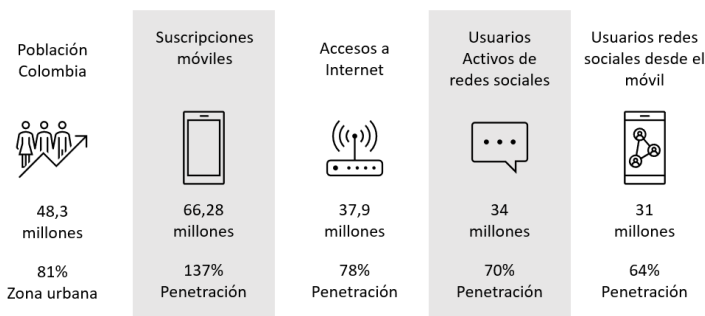 Población
Colombia
48,3
millones
81%
Zona urbana
Suscripciones
móviles
66,28
millones
137%
Penetración
Accesos a
Internet
37,9
millones
78%
Penetración
Usuarios
Activos de
redes sociales
34
millones
70%
Penetración
Usuarios redes
sociales desde el
móvil
31
millones
64%
Penetración